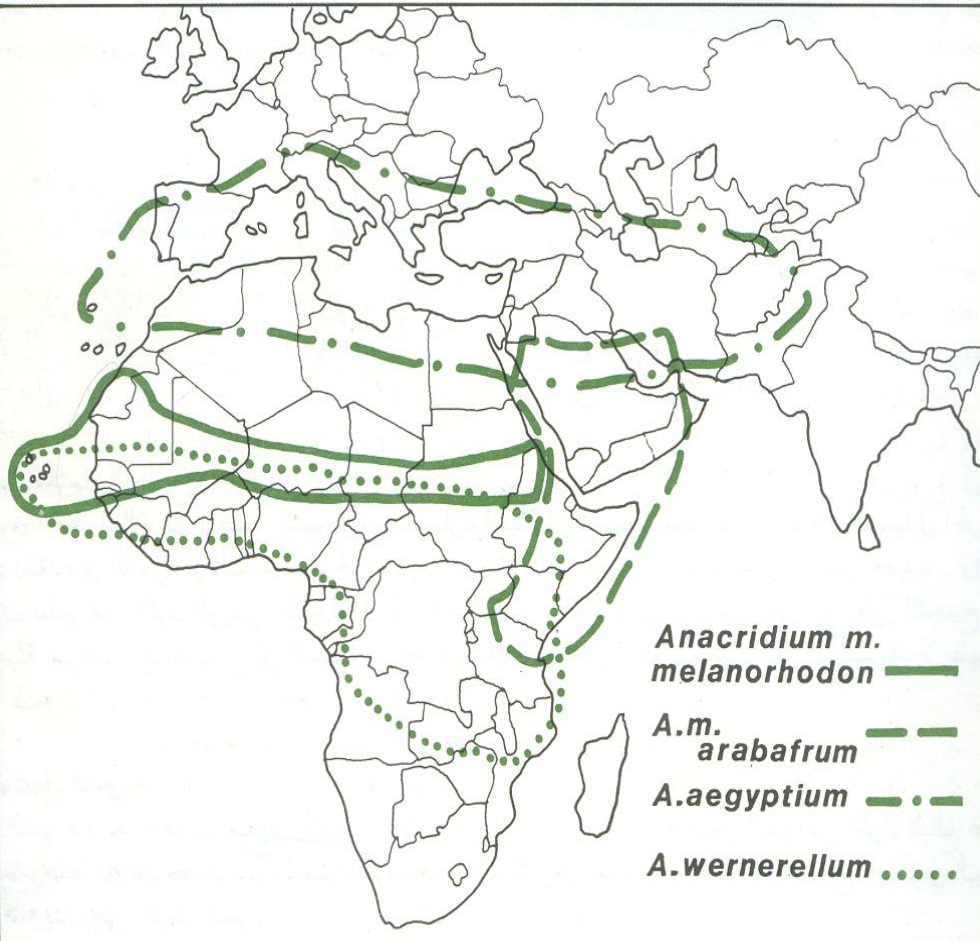 Anacridium m.
melanorhodon
A.m.
arabafrum
A.aegyptium
A.wernerellum